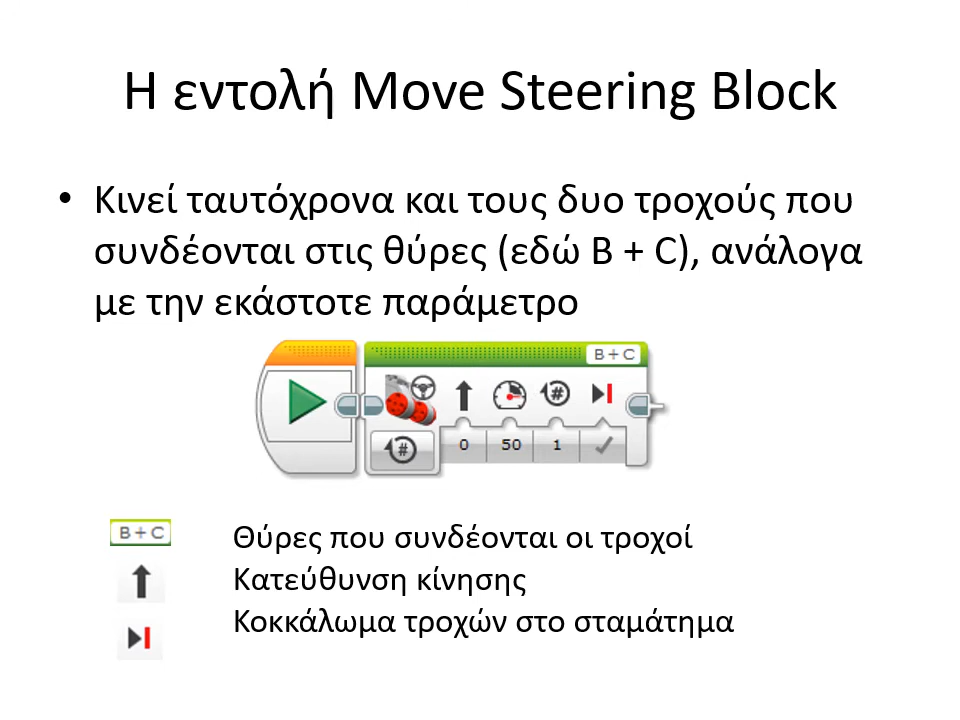 Η εντολή Move Steering Block
• Κινεί ταυτόχρονα και τους δυο τροχούς που
συνδέονται στις θύρες (εδώ B + C), ανάλογα
με την εκάστοτε παράμετρο
B + C
#
# 0 50 1
B + C Θύρες που συνδέονται οι τροχοί
Κατεύθυνση κίνησης
Κοκκάλωμα τροχών στο σταμάτημα